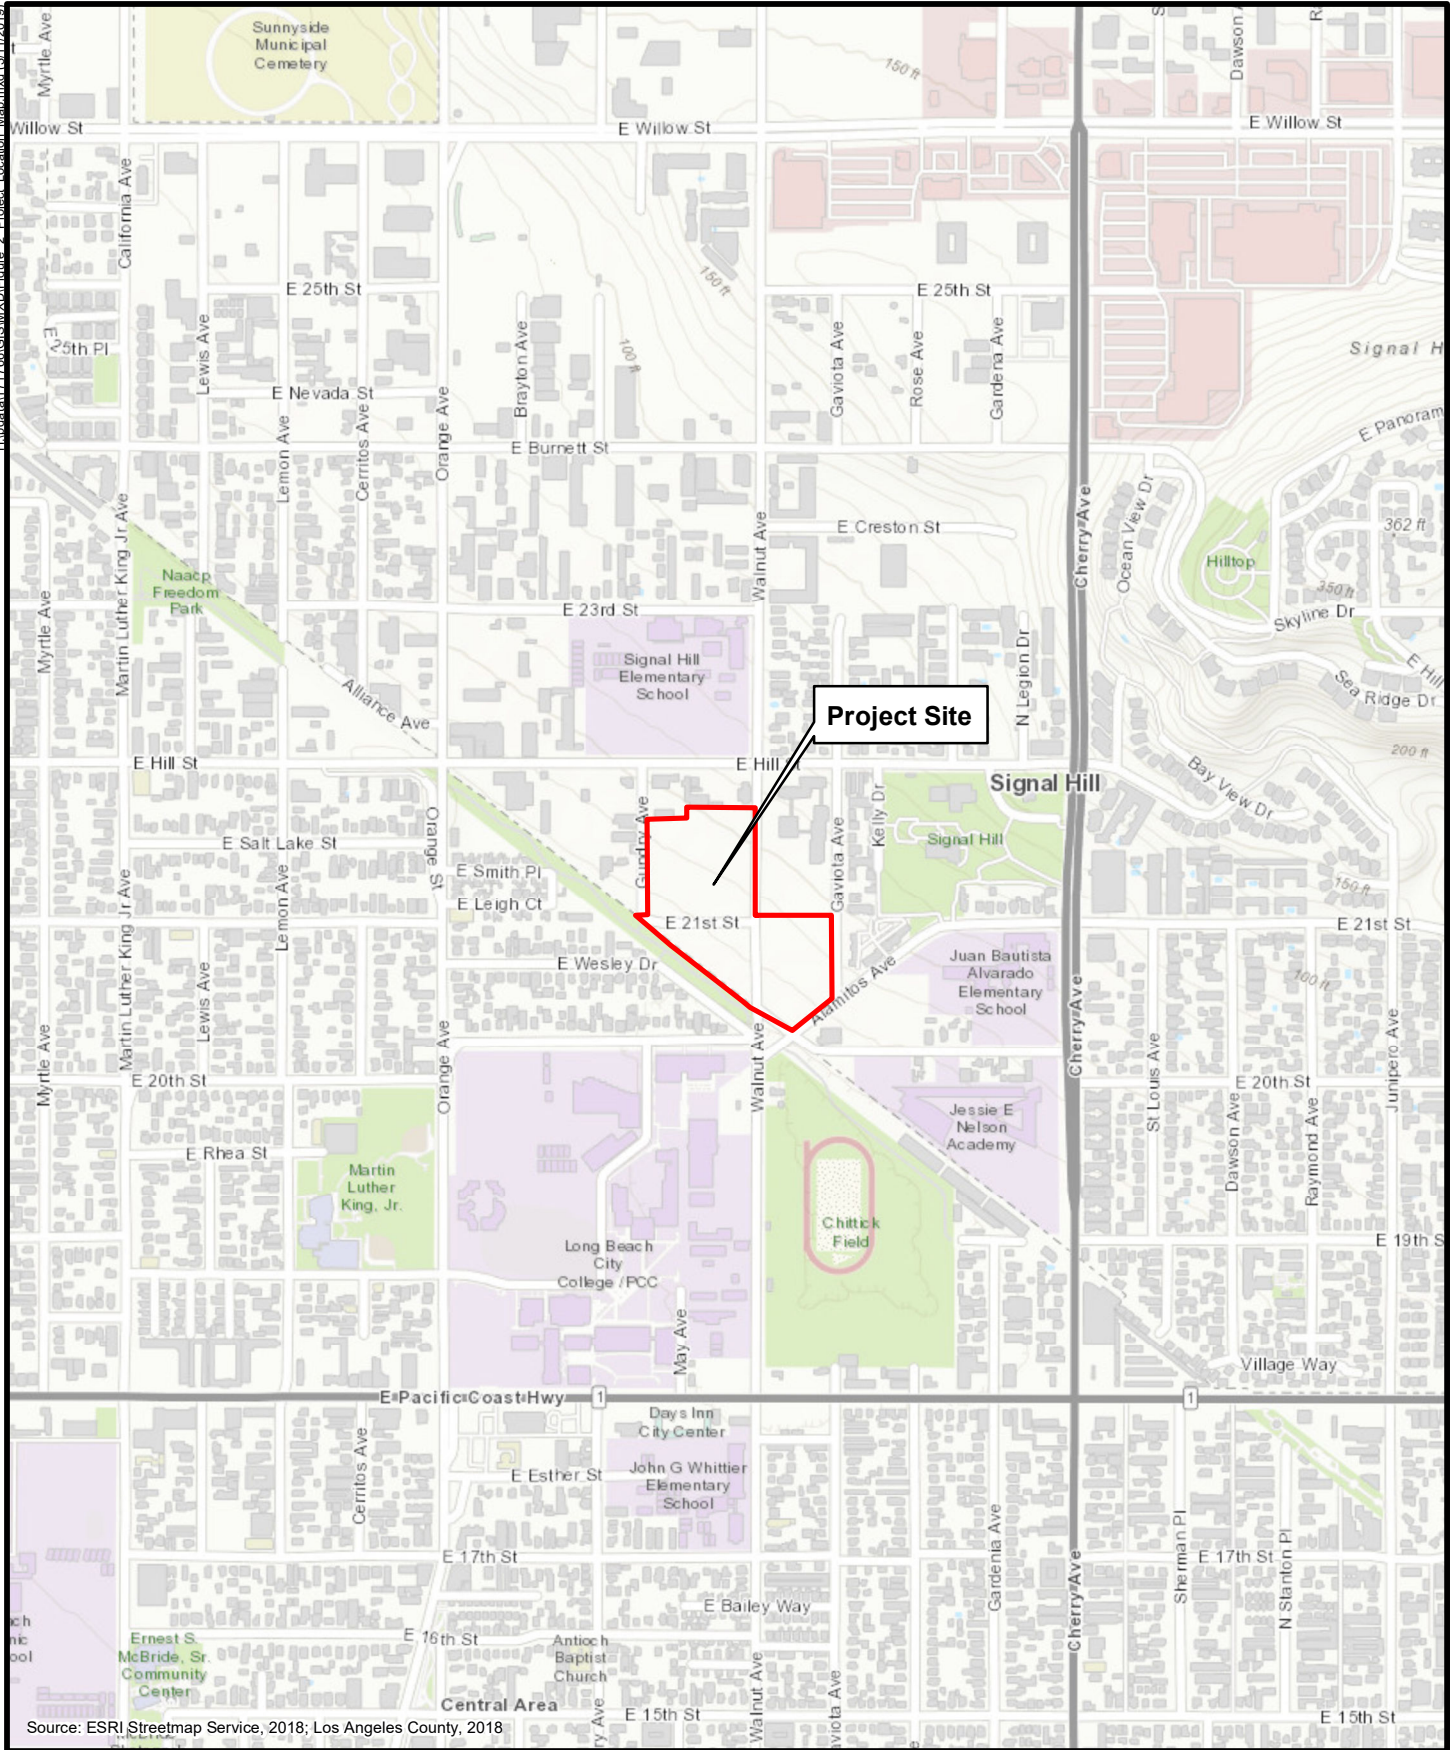 Sunnyside
Municipal
Cemetery
Myrtle Ave
150 ft
Dawson
Willow St
E Willow St
E Willow St
California Ave
150 ft
E 25th St
E 25th St
E 25th Pl
Lewis Ave
Brayton Ave
100 ft
Gaviota Ave
Rose Ave
Gardena Ave
Signal H
E Nevada St
Lemon Ave
Cerritos Ave
Orange Ave
E Burnett St
E Panoram
Martin Luther King Jr Ave
Walnut Ave
E Creston St
Cherry Ave
Ocean View Dr
362 ft
Hilltop
Naacp
Freedom
Park
350 ft
E 23rd St
Skyline Dr
Myrtle Ave
Signal Hill
Elementary
School
N Legion Dr
E Hill
Sea Ridge Dr
Alliance Ave
Project Site
200 ft
E Hill St
E Hill St
Signal Hill
Bay View Dr
Orange St
Gundry Ave
Gaviota Ave
Kelly Dr
Signal Hill
E Salt Lake St
E Smith Pl
E Leigh Ct
150 ft
Martin Luther King Jr Ave
Lemon Ave
E 21st St
E 21st St
E Wesley Dr
Lewis Ave
Juan Bautista
Alvarado
Elementary
School
100 ft
Alamitos Ave
Cherry Ave
Myrtle Ave
Orange Ave
Walnut Ave
St Louis Ave
Junipero Ave
E 20th St
E 20th St
Jessie E
Nelson
Academy
Dawson Ave
Raymond Ave
E Rhea St
Martin
Luther
King, Jr.
Chittick
Field
Long Beach
City
College /PCC
E 19th S
May Ave
Village Way
E Pacific Coast Hwy
1
1
Days Inn
City Center
Cerritos Ave
E Esther St
John G Whittier
Elementary
School
Gardenia Ave
Sherman Pl
N Stanton Pl
Cherry Ave
E 17th St
E 17th St
E Bailey Way
E 16th St
Ernest S.
McBride, Sr.
Community
Center
Antioch
Baptist
Church
Walnut Ave
Central Area
E 15th St
E 15th St
Source: ESRI Streetmap Service, 2018; Los Angeles County, 2018